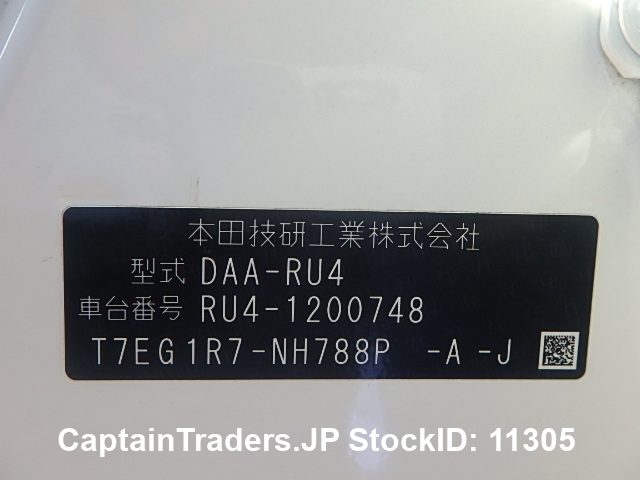 本田技研工業株式会社
型式 DAA-RU4
車台番号 RU4-1200748
T7EG1R7-NH788P -A -J
CaptainTraders.JP StockID: 11305